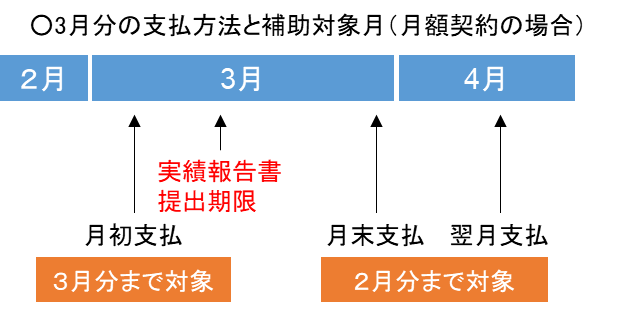 ○3月分の支払方法と補助対象月（月額契約の場合）
２月
3月
4月
実績報告書
提出期限
月初支払
月末支払
翌月支払
３月分まで対象
２月分まで対象